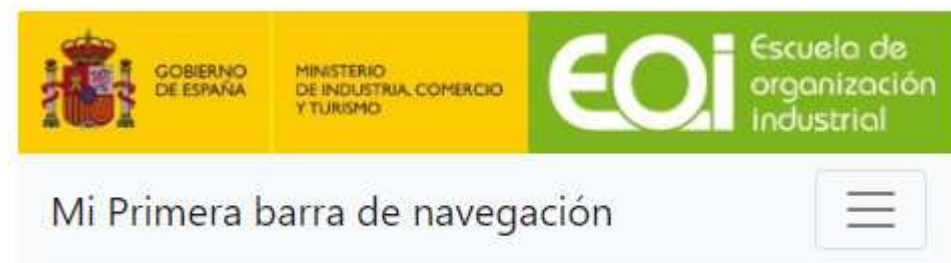 GOBIERNO
DE ESPAÑA
MINISTERIO
DE INDUSTRIA, COMERCIO
Y TURISMO
EOi
Escuela de
organización
industrial
Mi Primera barra de navegación